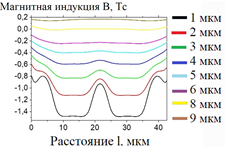 Магнитная индукция В, Тс
0,2
0,0
-0,2
-0,4
-0,6
-0,8
-1,0
-1,2
-1,4
0 10 20 30 40
Расстояние l, мкм
1 мкм
2 мкм
3 мкм
4 мкм
5 мкм
6 мкм
8 мкм
9 мкм